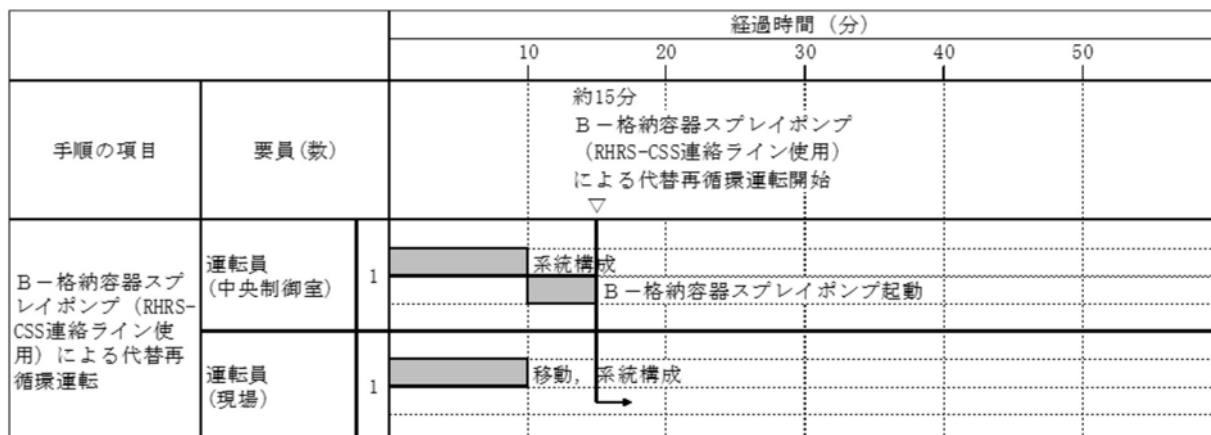 経過時間（分）
10 20 30 40 50
手順の項目
要員(数)
約15分
Ｂ－格納容器スプレイポンプ
（RHRS-CSS連絡ライン使用）
による代替再循環運転開始
▽
Ｂ－格納容器スプ
レイポンプ（RHRS-
CSS連絡ライン使
用）による代替再
循環運転
運転員
(中央制御室)
1
系統構成
Ｂ－格納容器スプレイポンプ起動
運転員
(現場)
1
移動，系統構成